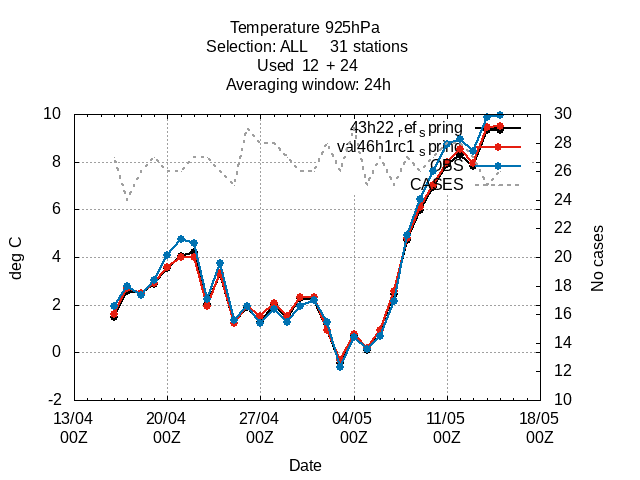 Temperature 925hPa
Selection: ALL     31 stations
Used  12  + 24
Averaging window: 24h
10
8
6
4
2
0
-2
deg C
30
28
26
24
22
20
18
16
14
12
10
No cases
43h22_ref_spring
val46h1rc1_spring
OBS
CASES
13/04 20/04 27/04 04/05 11/05 18/05
00Z 00Z 00Z 00Z 00Z 00Z
Date